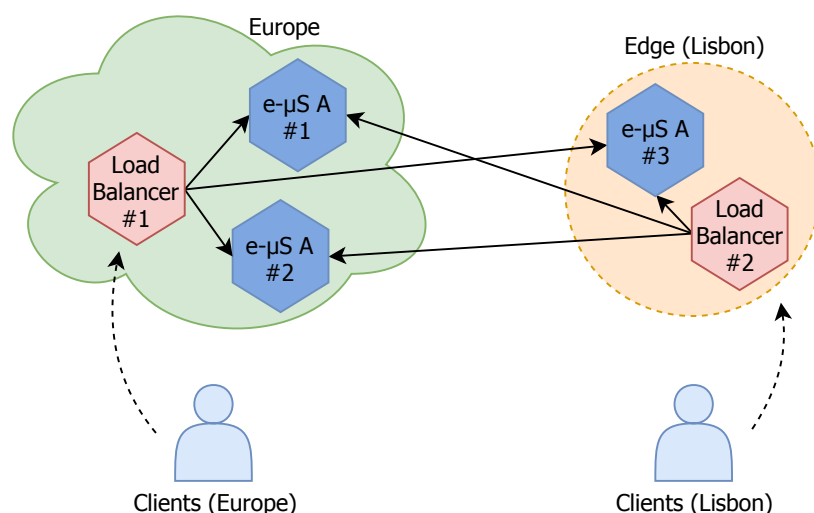 Europe
Edge (Lisbon)
e-μS A
#1
e-μS A
#3
Load
Balancer
#1
Load
Balancer
#2
e-μS A
#2
Clients (Europe)
Clients (Lisbon)